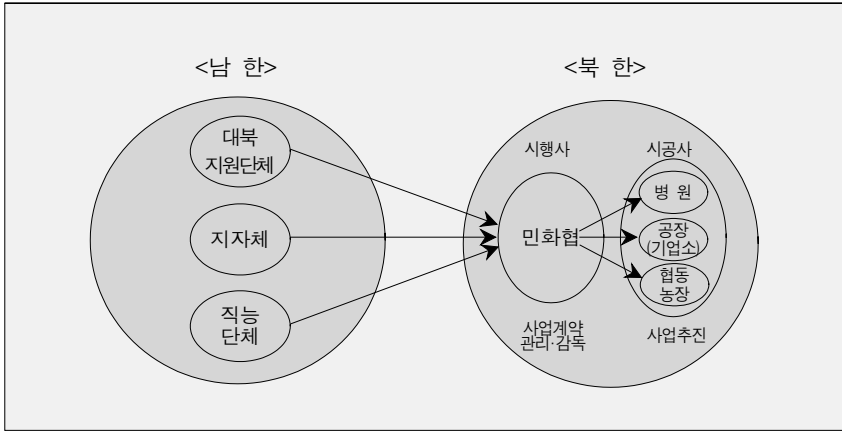 <남 한>
대북
지원단체
지자체
직능
단체
<북 한>
시행사
민화협
사업계약
관리·감독
시공사
병 원
공장
(기업소)
협동
농장
사업추진